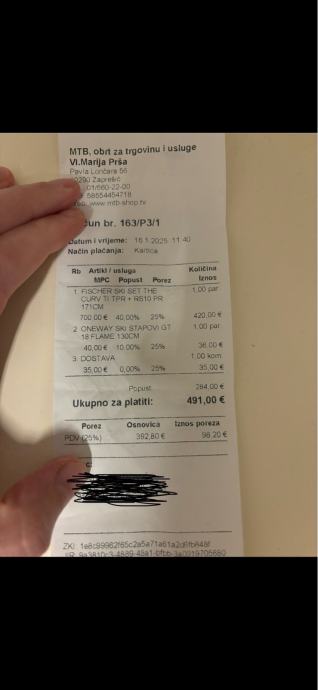 MTB, obrt za trgovinu i usluge
Vl.Marija Prša
Pavla Lončara 56
Zaprešić
01/660-22-00
58654454718
www.mtb-shop.hr
br. 163/P3/1
Datum i vrijeme: 16.1.2025. 11:40
Način plaćanja: Kartica
Rb Artikl / usluga Količina
MPC Popust Porez Iznos
1. FISCHER SKI SET THE 1,00 par
CURV TI TPR + RS10 PR
171CM
700,00 € 40,00% 25% 420,00 €
2. ONEWAY SKI STAPOVI GT 1,00 par
18 FLAME 130CM
40,00 € 10,00% 25% 36,00 €
3. DOSTAVA 1,00 kom
35,00 € 0,00% 25% 35,00 €
Popust: 284,00 €
Ukupno za platiti: 491,00 €
Porez Osnovica Iznos poreza
PDV (25%) 392,80 € 98,20 €
ZKI: